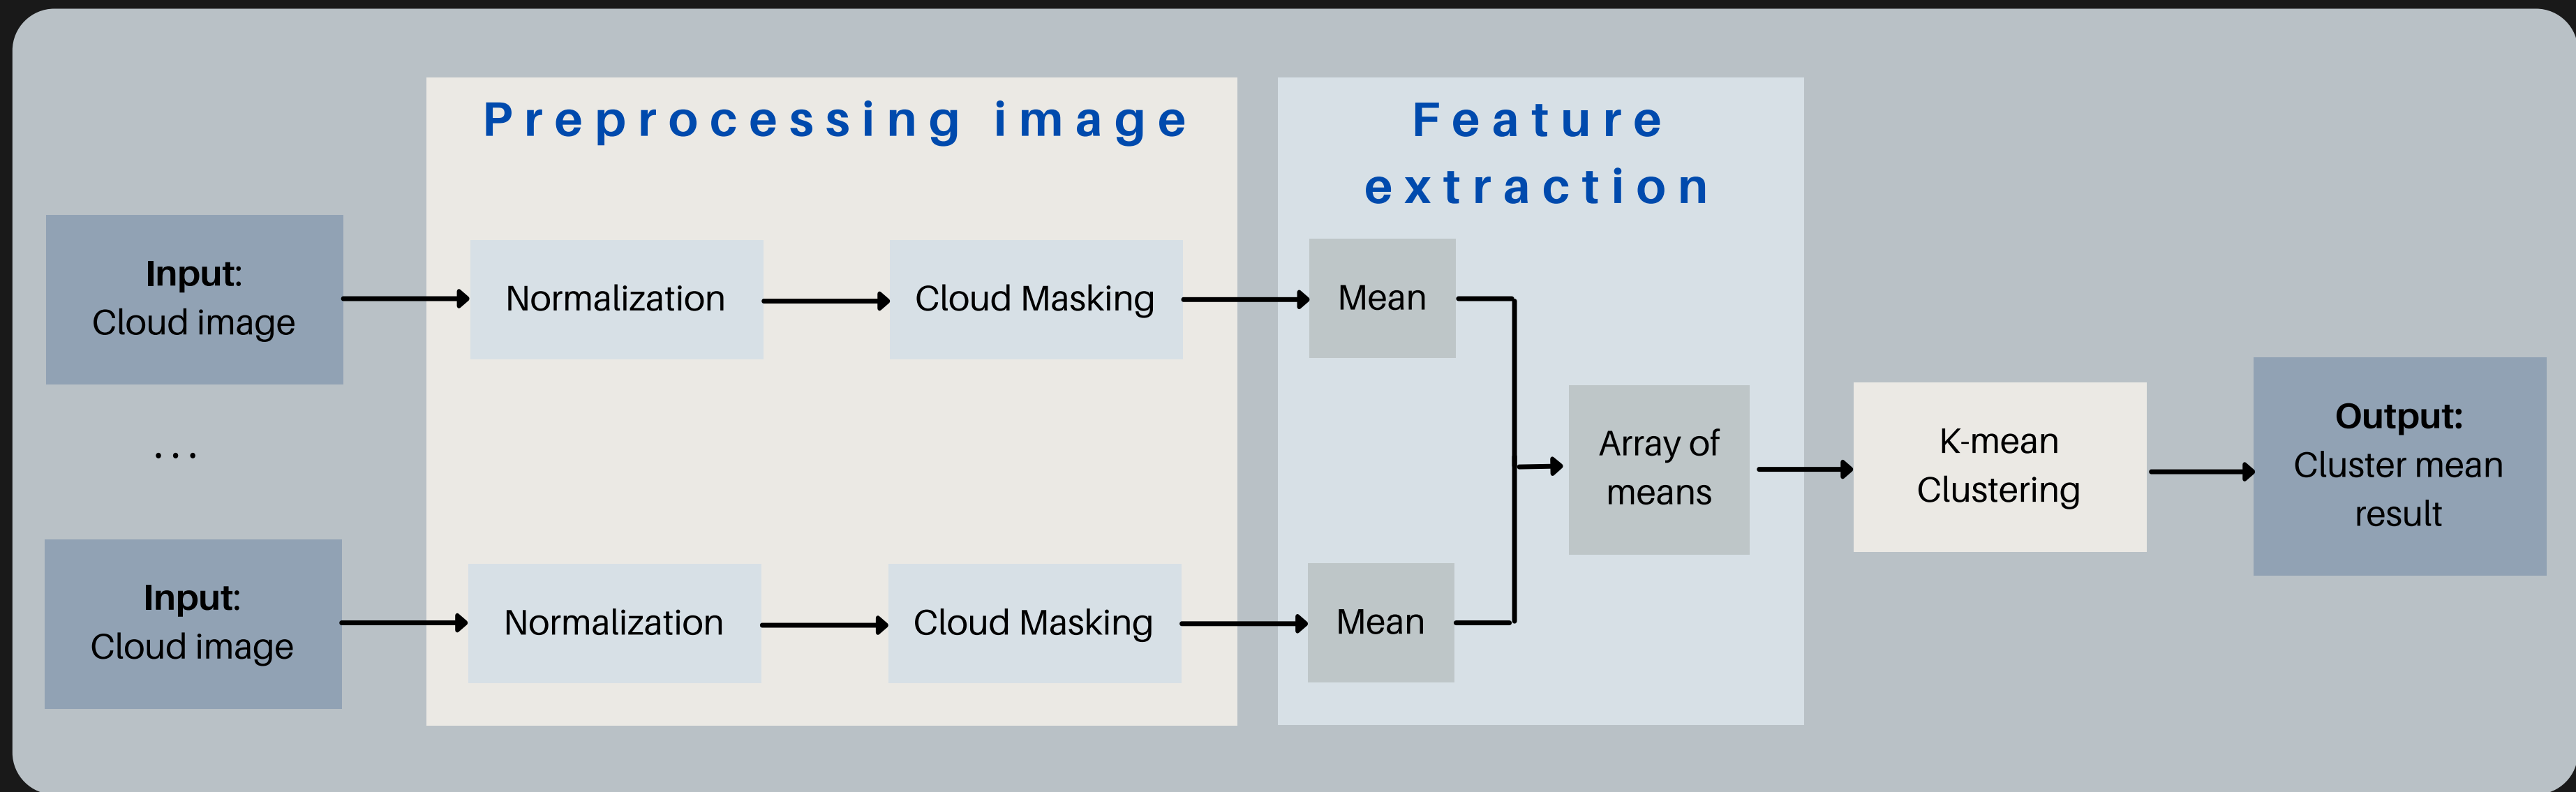 Preprocessing image
Feature
extraction
Input:
Cloud image
Normalization
Cloud Masking
Mean
...
Array of
means
K-mean
Clustering
Output:
Cluster mean
result
Input:
Cloud image
Normalization
Cloud Masking
Mean